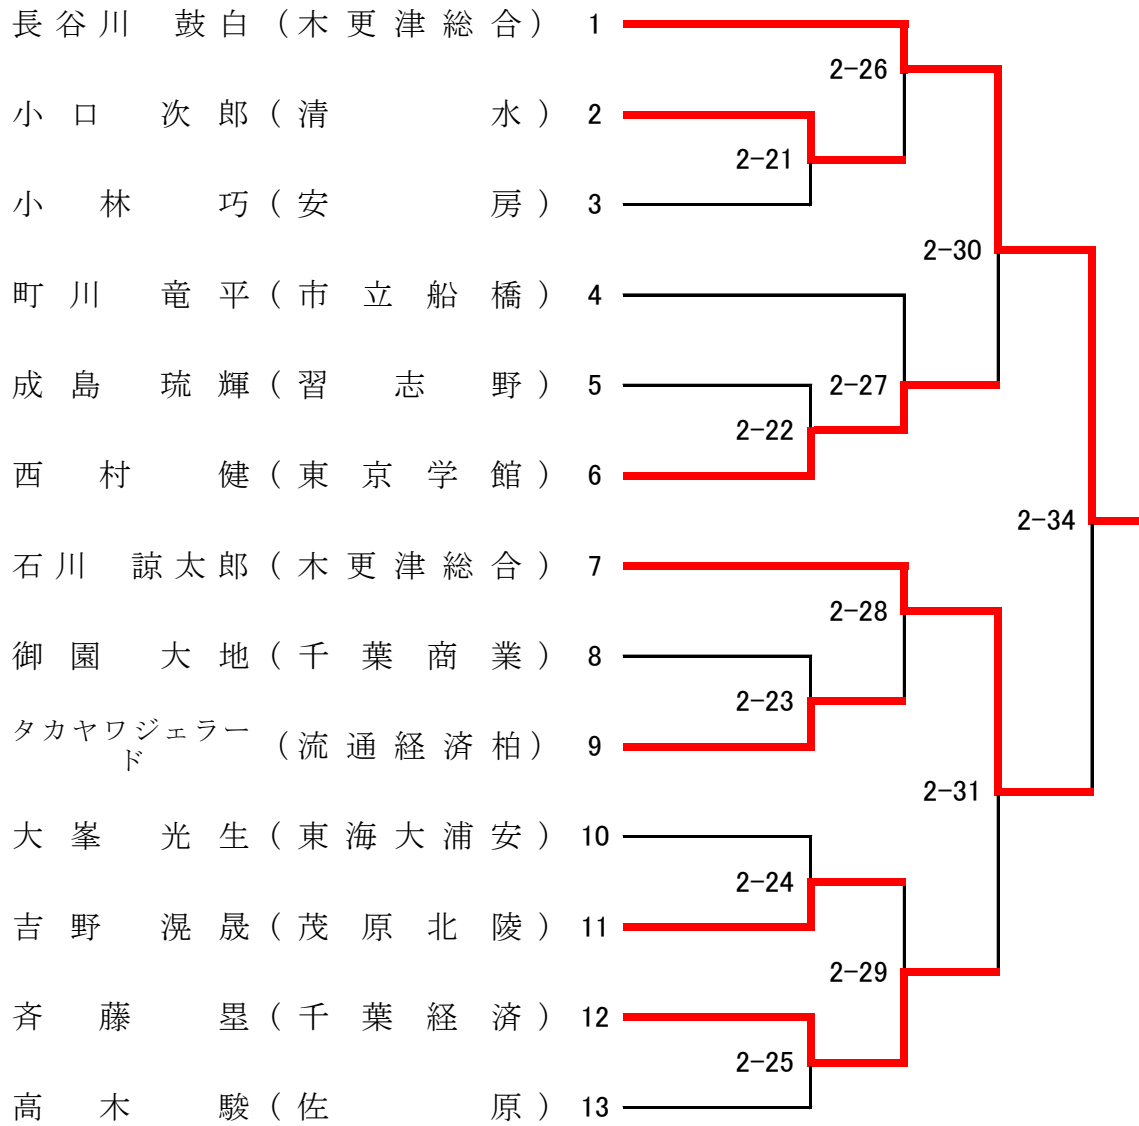 長谷川 鼓白 (木更津総合) 1
2-26
小口 次郎 (清水) 2
2-21
小林 巧 (安房) 3
2-30
町川 竜平 (市立船橋) 4
成島 琉輝 (習志野) 5
2-27
2-22
西村 健 (東京学館) 6
2-34
石川 諒太郎 (木更津総合) 7
2-28
御園 大地 (千葉商業) 8
2-23
タカヤワジェラー
ド
(流通経済柏) 9
2-31
大峯 光生 (東海大浦安) 10
2-24
吉野 滉晟 (茂原北陵) 11
2-29
斉藤 塁 (千葉経済) 12
2-25
高木 駿 (佐原) 13